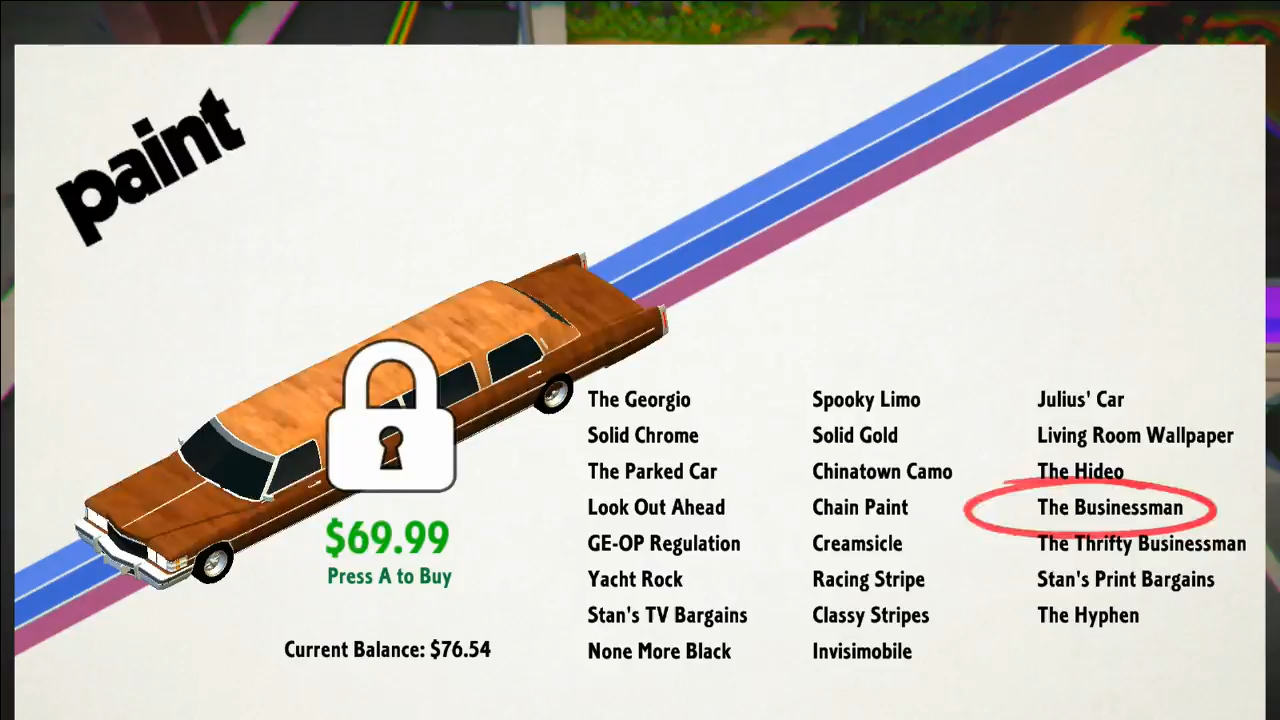 paint
The Georgio
Solid Chrome
The Parked Car
Look Out Ahead
GE-OP Regulation
Yacht Rock
Stan's TV Bargains
None More Black
Spooky Limo
Solid Gold
Chinatown Camo
Chain Paint
Creamsicle
Racing Stripe
Classy Stripes
Invisimobile
Julius' Car
Living Room Wallpaper
The Hideo
The Businessman
The Thrifty Businessman
Stan's Print Bargains
The Hyphen
$69.99
Press A to Buy
Current Balance: $76.54